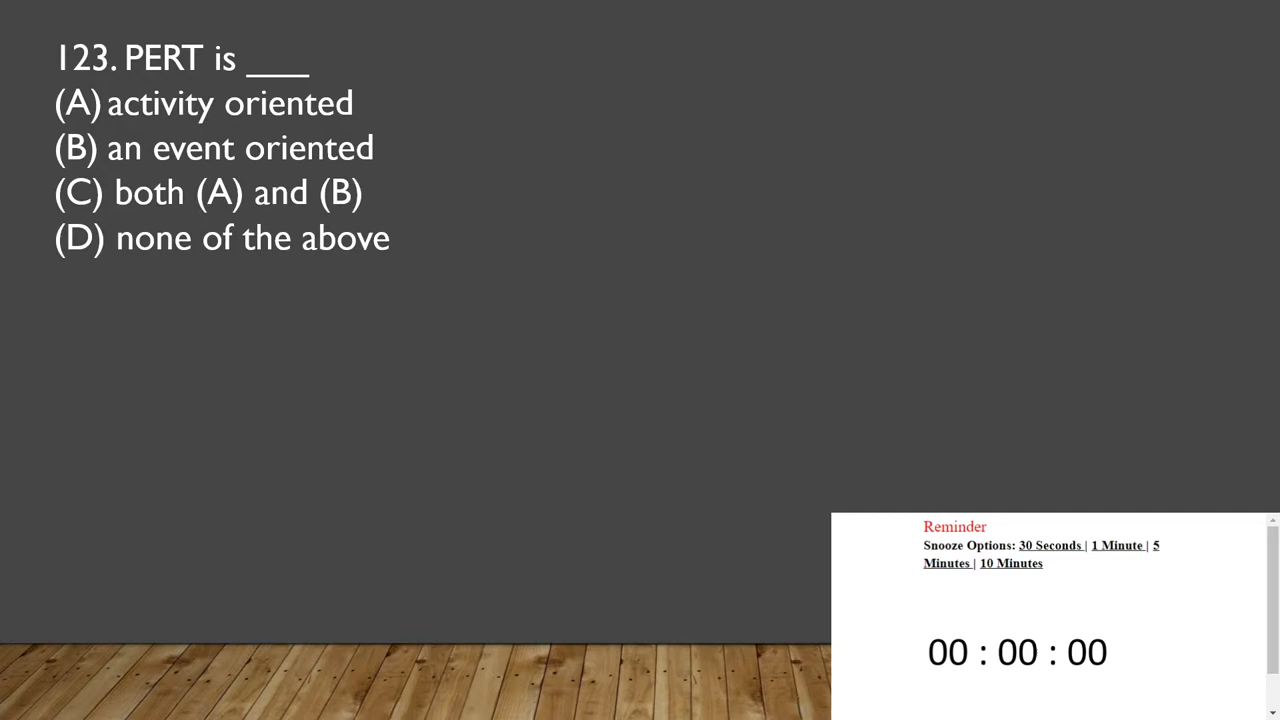 123. PERT is ____
(A) activity oriented
(B) an event oriented
(C) both (A) and (B)
(D) none of the above
Reminder
Snooze Options: 30 Seconds | 1 Minute | 5
Minutes | 10 Minutes
00 : 00 : 00